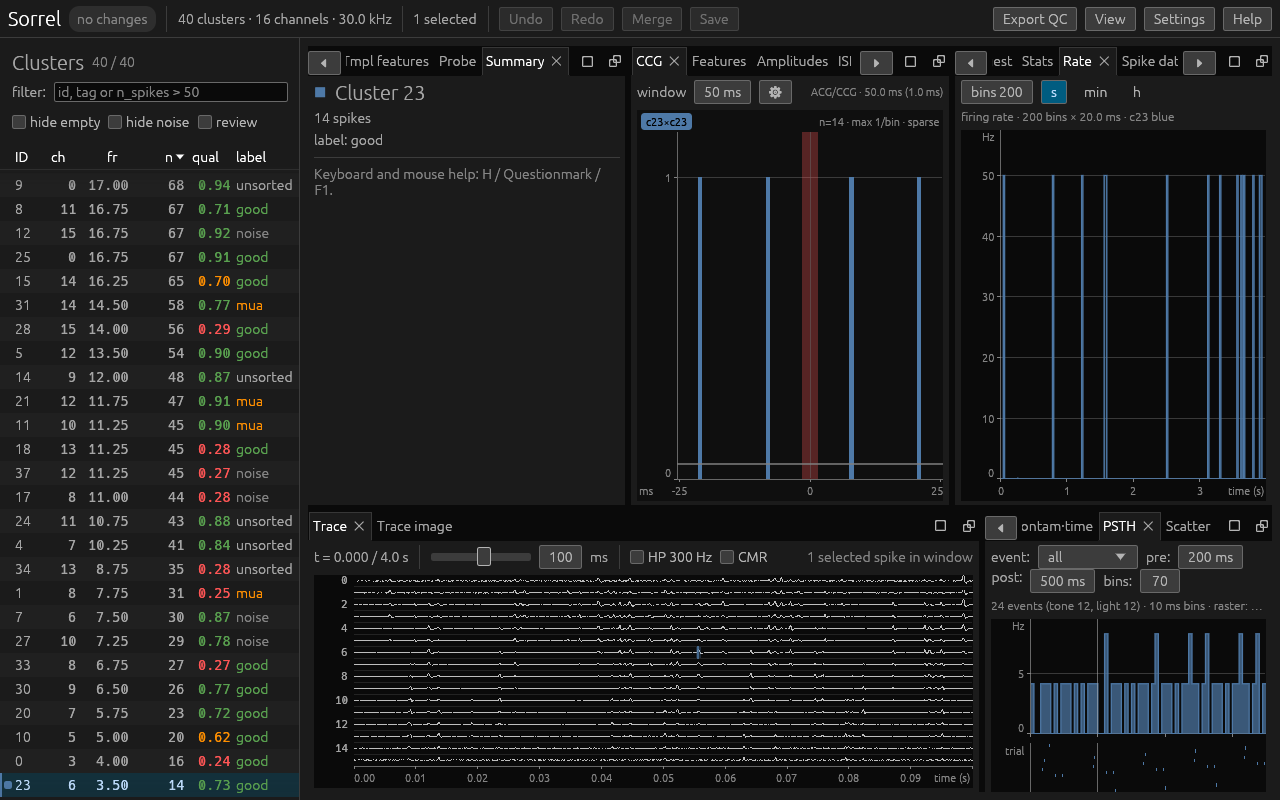 Sorrel no changes 40 clusters · 16 channels · 30.0 kHz 1 selected Undo Redo Merge Save Export QC View Settings Help
Clusters 40 / 40
filter: id, tag or n_spikes > 50
hide empty hide noise review
ID ch fr n qual label
9 0 17.00 68 0.94 unsorted
8 11 16.75 67 0.71 good
12 15 16.75 67 0.92 noise
25 0 16.75 67 0.91 good
15 14 16.25 65 0.70 good
31 14 14.50 58 0.77 mua
28 15 14.00 56 0.29 good
5 12 13.50 54 0.90 good
14 9 12.00 48 0.87 unsorted
21 12 11.75 47 0.91 mua
11 10 11.25 45 0.90 mua
18 13 11.25 45 0.28 good
37 12 11.25 45 0.27 noise
17 8 11.00 44 0.28 noise
24 11 10.75 43 0.88 unsorted
4 7 10.25 41 0.84 unsorted
34 13 8.75 35 0.28 unsorted
1 8 7.75 31 0.25 mua
7 6 7.50 30 0.87 noise
27 10 7.25 29 0.78 noise
33 8 6.75 27 0.27 good
30 9 6.50 26 0.77 good
20 7 5.75 23 0.72 good
10 5 5.00 20 0.62 good
0 3 4.00 16 0.24 good
23 6 3.50 14 0.73 good
mpl features Probe Summary
Cluster 23
14 spikes
label: good
Keyboard and mouse help: H / Questionmark /
F1.
CCG Features Amplitudes ISI
window 50 ms ACG/CCG · 50.0 ms (1.0 ms)
c23×c23 n=14 · max 1/bin · sparse
1
0
ms -25 0 25
est Stats Rate Spike dat
bins 200 s min h
firing rate · 200 bins × 20.0 ms · c23 blue
Hz
50
40
30
20
10
0
0 1 2 3 time (s)
Trace Trace image
t = 0.000 / 4.0 s 100 ms HP 300 Hz CMR 1 selected spike in window
0
2
4
6
8
10
12
14
0.00 0.01 0.02 0.03 0.04 0.05 0.06 0.07 0.08 0.09 time (s)
ontam·time PSTH Scatter
event: all pre: 200 ms
post: 500 ms bins: 70
24 events (tone 12, light 12) · 10 ms bins · raster: …
Hz
5
0
trial